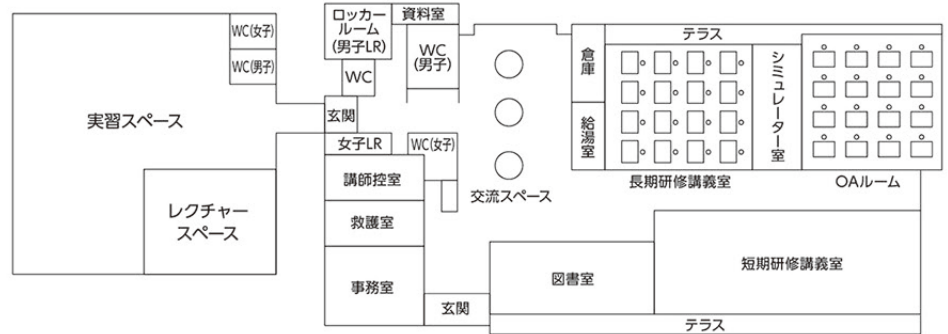 実習スペース
WC(女子)
WC(男子)
レクチャー
スペース
ロッカー
ルーム
(男子LR)
WC
玄関
女子LR
講師控室
救護室
事務室
玄関
資料室
WC
(男子)
WC(女子)
交流スペース
倉庫
給湯室
テラス
長期研修講義室
シミュレーター室
OAルーム
図書室
短期研修講義室
テラス